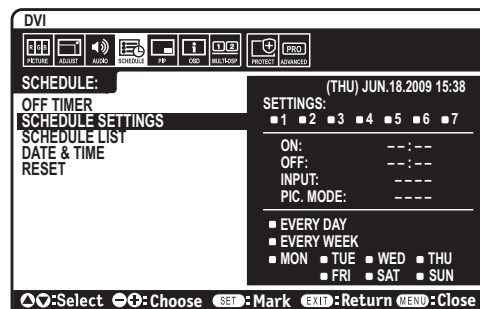 DVI
RGB
PICTURE ADJUST AUDIO SCHEDULE PIP OSD MULTI-DSP PROTECT ADVANCED
PRO
SCHEDULE:
OFF TIMER
SCHEDULE SETTINGS
SCHEDULE LIST
DATE & TIME
RESET
(THU) JUN.18.2009 15:38
SETTINGS:
1 2 3 4 5 6 7
ON: --:--
OFF: --:--
INPUT: ----
PIC. MODE: ----
EVERY DAY
EVERY WEEK
MON TUE WED THU
FRI SAT SUN
:Select :Choose SET:Mark EXIT:Return MENU:Close